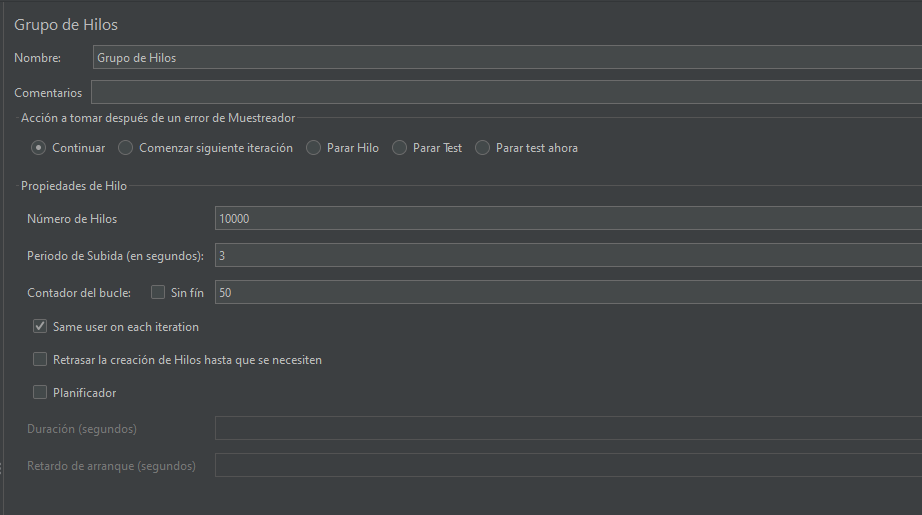 Grupo de Hilos
Nombre: Grupo de Hilos
Comentarios
Acción a tomar después de un error de Muestreador
Continuar Comenzar siguiente iteración Parar Hilo Parar Test Parar test ahora
Propiedades de Hilo
Número de Hilos 10000
Periodo de Subida (en segundos): 3
Contador del bucle: Sin fín 50
Same user on each iteration
Retrasar la creación de Hilos hasta que se necesiten
Planificador
Duración (segundos)
Retardo de arranque (segundos)